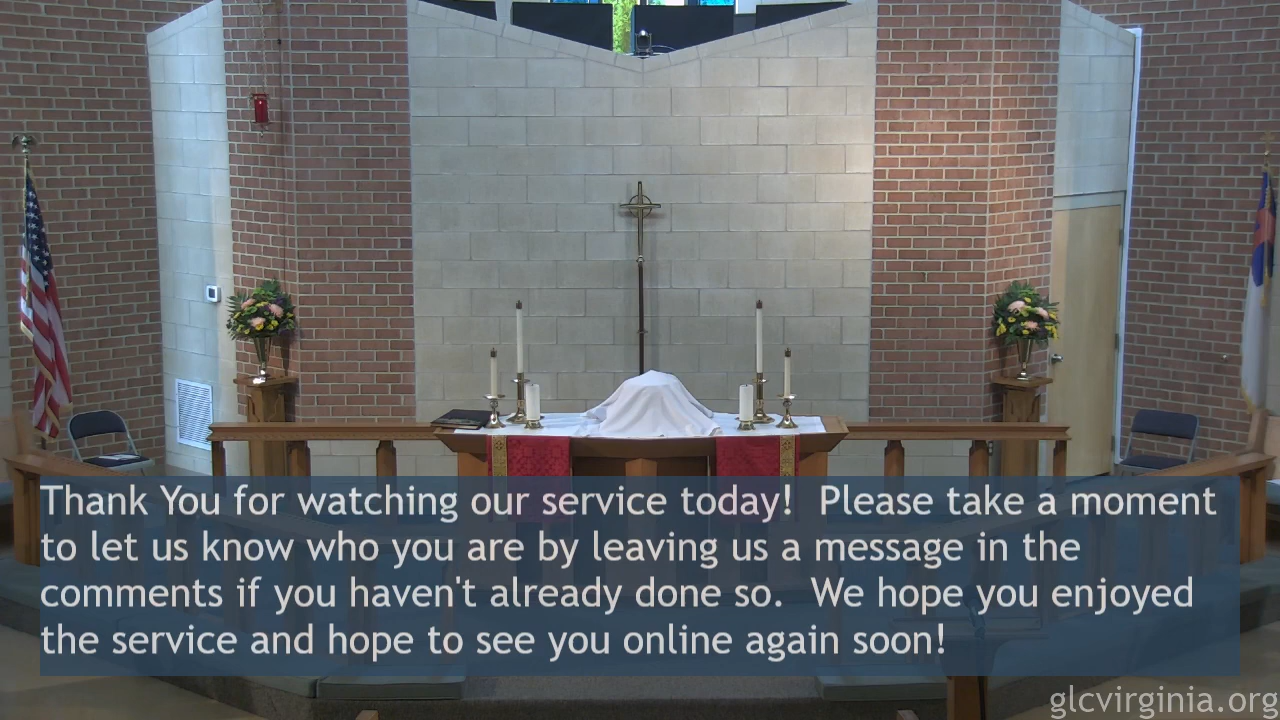 Thank You for watching our service today!  Please take a moment
to let us know who you are by leaving us a message in the
comments if you haven't already done so.  We hope you enjoyed
the service and hope to see you online again soon!
glcvirginia.org